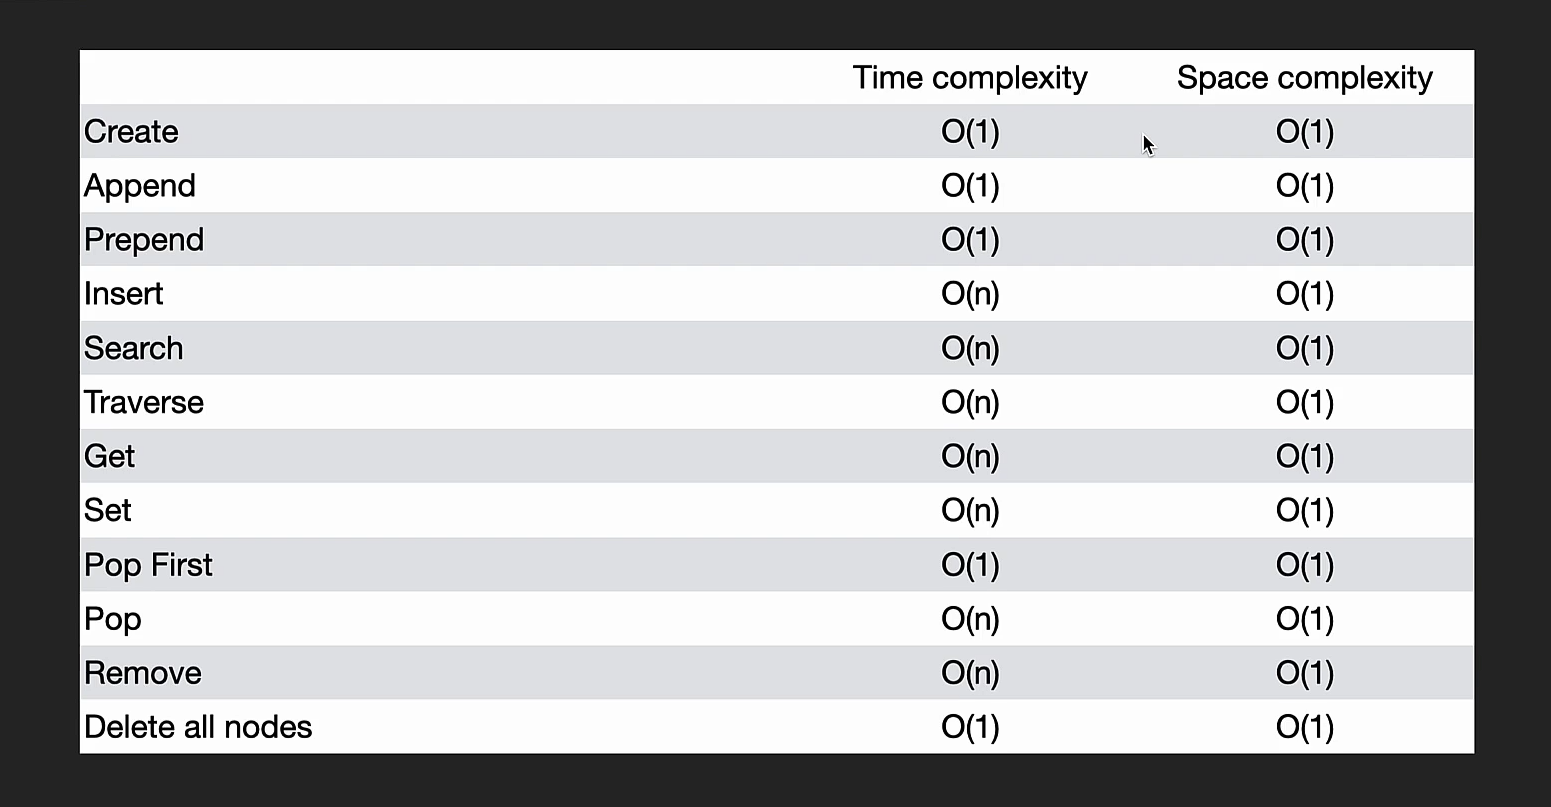 Time complexity Space complexity
Create O(1) O(1)
Append O(1) O(1)
Prepend O(1) O(1)
Insert O(n) O(1)
Search O(n) O(1)
Traverse O(n) O(1)
Get O(n) O(1)
Set O(n) O(1)
Pop First O(1) O(1)
Pop O(n) O(1)
Remove O(n) O(1)
Delete all nodes O(1) O(1)